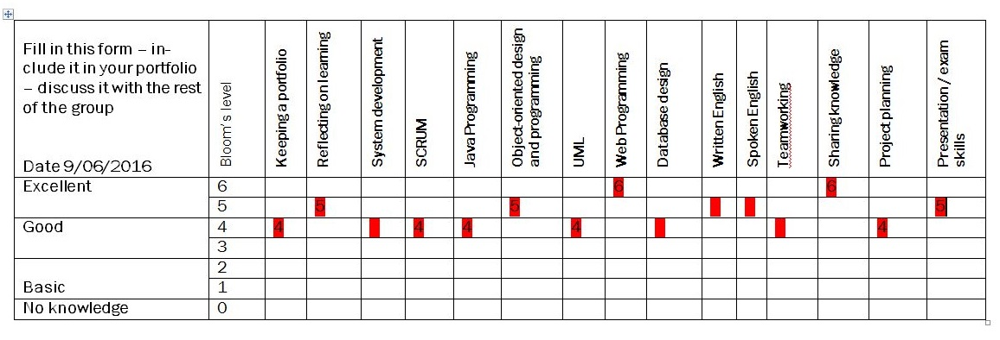 Fill in this form – in-
clude it in your portfolio
– discuss it with the rest
of the group
Date 9/06/2016
Bloom's level
Keeping a portfolio
Reflecting on learning
System development
SCRUM
Java Programming
Object-oriented design
and programming
UML
Web Programming
Database design
Written English
Spoken English
Teamworking
Sharing knowledge
Project planning
Presentation / exam
skills
Excellent 6 6 6
5 5 5 5
Good 4 4 4 4 4 4
3
2
Basic 1
No knowledge 0